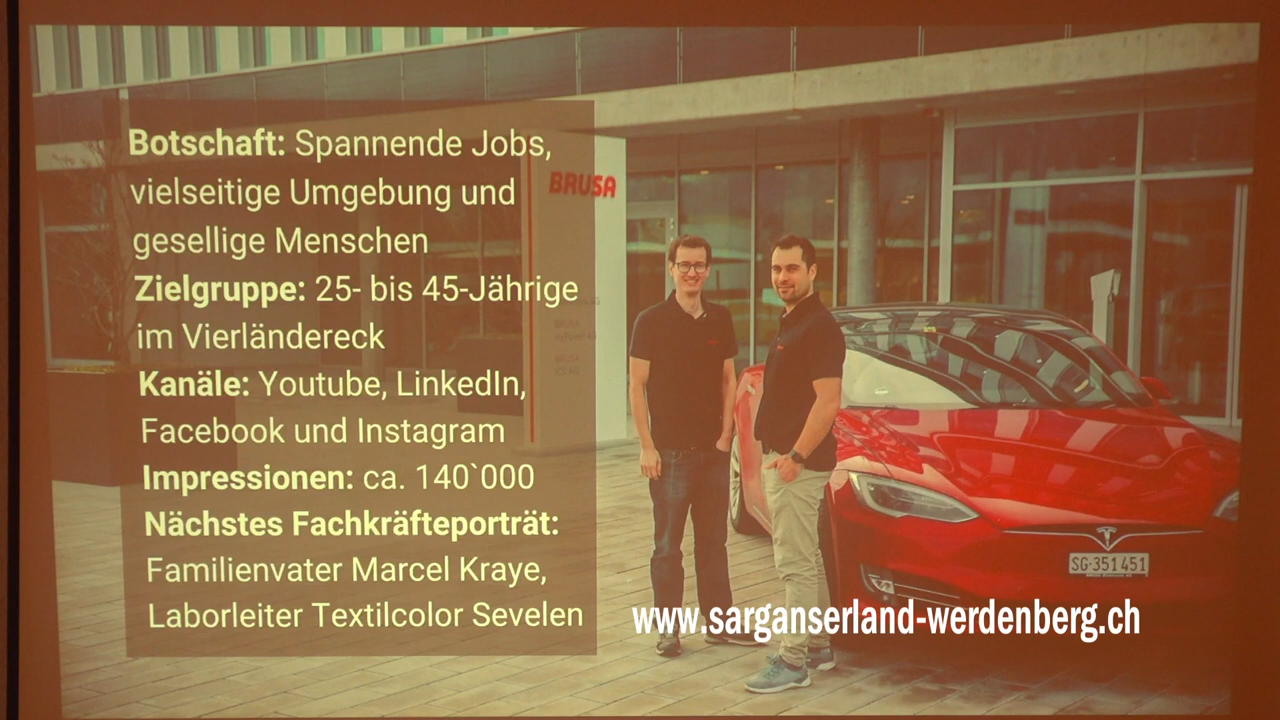 Botschaft: Spannende Jobs,
vielseitige Umgebung und
gesellige Menschen
Zielgruppe: 25- bis 45-Jährige
im Vierländereck
Kanäle: Youtube, LinkedIn,
Facebook und Instagram
Impressionen: ca. 140`000
Nächstes Fachkräfteporträt:
Familienvater Marcel Kraye,
Laborleiter Textilcolor Sevelen
BRUSA
SG·351451
www.sarganserland-werdenberg.ch